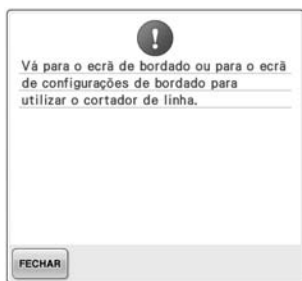 Vá para o ecrã de bordado ou para o ecrã
de configurações de bordado para
utilizar o cortador de linha.
FECHAR